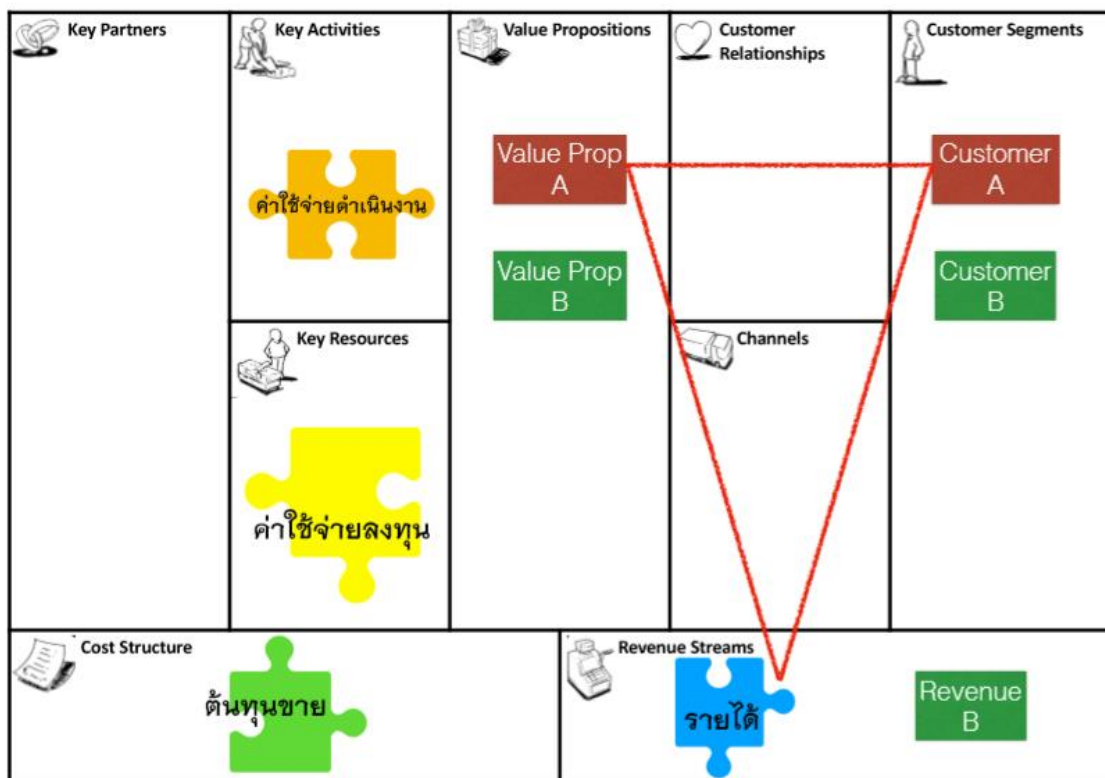 Key Partners
Key Activities
Value Propositions
Customer
Relationships
Customer Segments
ค่าใช้จ่ายดำเนินงาน
Value Prop
A
Customer
A
Value Prop
B
Customer
B
Key Resources
Channels
ค่าใช้จ่ายลงทุน
Cost Structure
ต้นทุนขาย
Revenue Streams
รายได้
Revenue
B